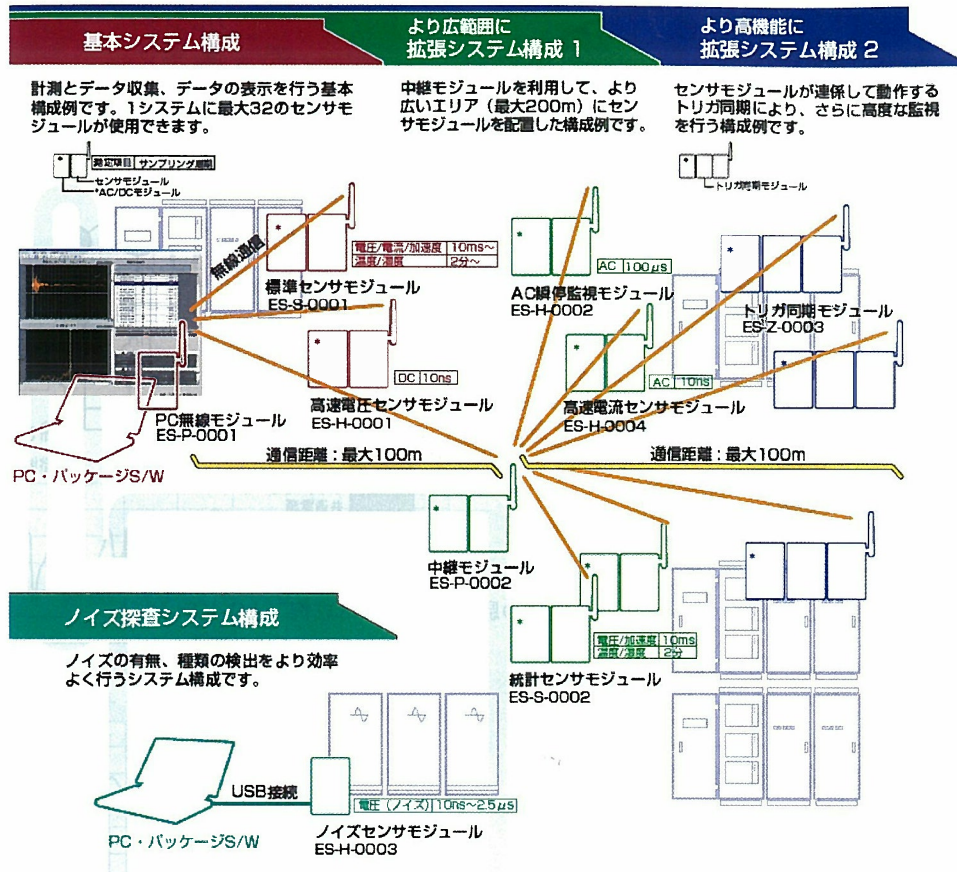 基本システム構成
計測とデータ収集、データの表示を行う基本
構成例です。1システムに最大32のセンサモ
ジュールが使用できます。
測定項目 サンプリング周期
センサモジュール
*AC/DCモジュール
より広範囲に
拡張システム構成 1
中継モジュールを利用して、より
広いエリア（最大200m）にセン
サモジュールを配置した構成例です。
より高機能に
拡張システム構成 2
センサモジュールが連係して動作する
トリガ同期により、さらに高度な監視
を行う構成例です。
トリガ同期モジュール
無線通信
電圧/電流/加速度 10ms～
温度/湿度 2分～
標準センサモジュール
ES-S-0001
DC 10ns
高速電圧センサモジュール
ES-H-0001
PC無線モジュール
ES-P-0001
PC・パッケージS/W
AC 100μs
AC瞬停監視モジュール
ES-H-0002
AC 10ns
高速電流センサモジュール
ES-H-0004
トリガ同期モジュール
ES-Z-0003
通信距離：最大100m
通信距離：最大100m
中継モジュール
ES-P-0002
電圧/加速度 10ms
温度/湿度 2分
統計センサモジュール
ES-S-0002
ノイズ探査システム構成
ノイズの有無、種類の検出をより効率
よく行うシステム構成です。
USB接続
電圧（ノイズ） 10ns～2.5μs
PC・パッケージS/W
ノイズセンサモジュール
ES-H-0003